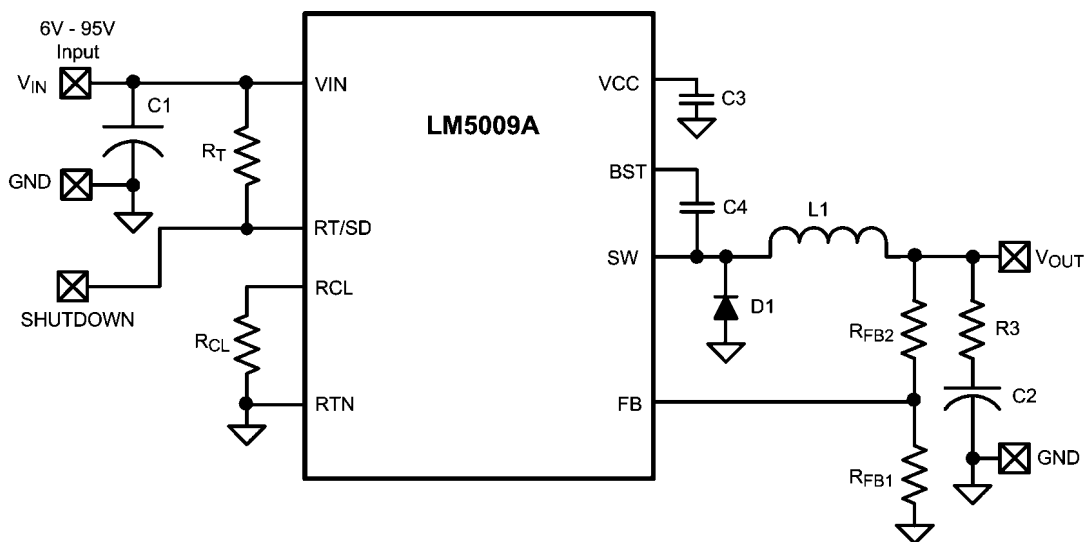 6V - 95V
Input
VIN
C1
GND
RT
SHUTDOWN
RCL
VIN
RT/SD
RCL
RTN
LM5009A
VCC
BST
SW
FB
C3
C4
L1
D1
RFB2
RFB1
R3
C2
VOUT
GND